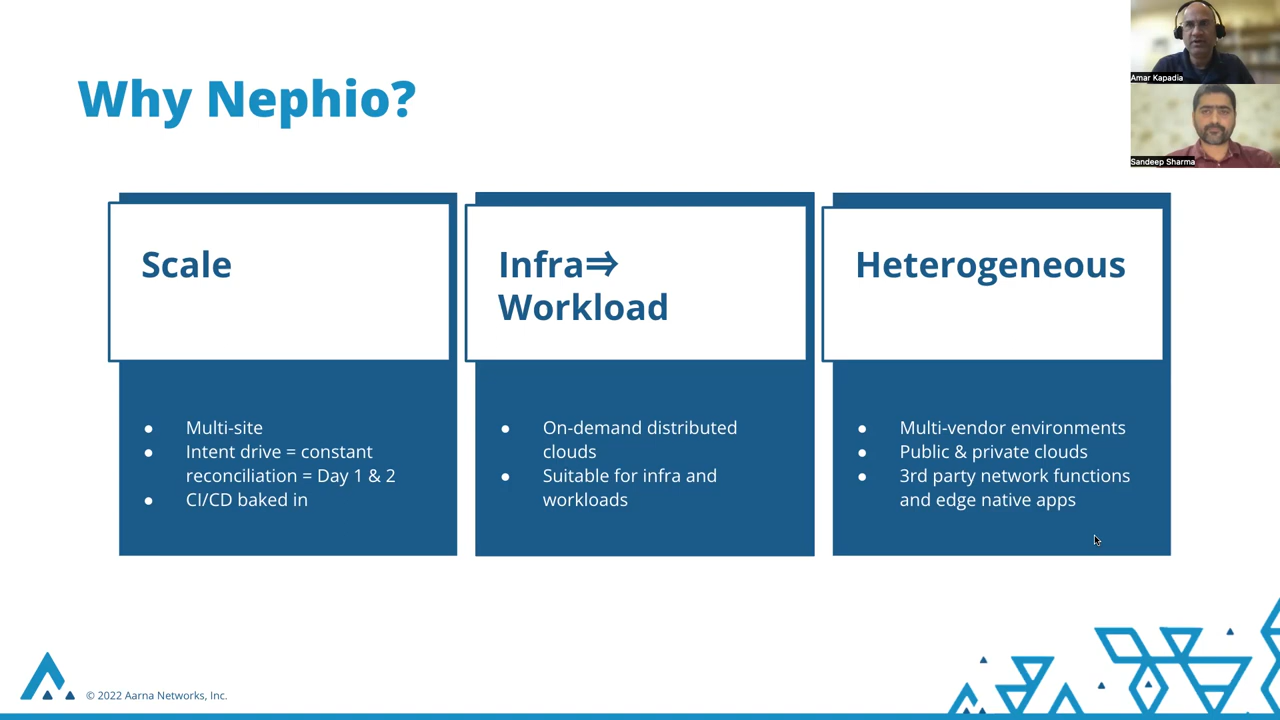 Why Nephio?
Amar Kapadia
Sandeep Sharma
Scale
Multi-site
Intent drive = constant
reconciliation = Day 1 & 2
CI/CD baked in
Infra⇒
Workload
On-demand distributed
clouds
Suitable for infra and
workloads
Heterogeneous
Multi-vendor environments
Public & private clouds
3rd party network functions
and edge native apps
© 2022 Aarna Networks, Inc.